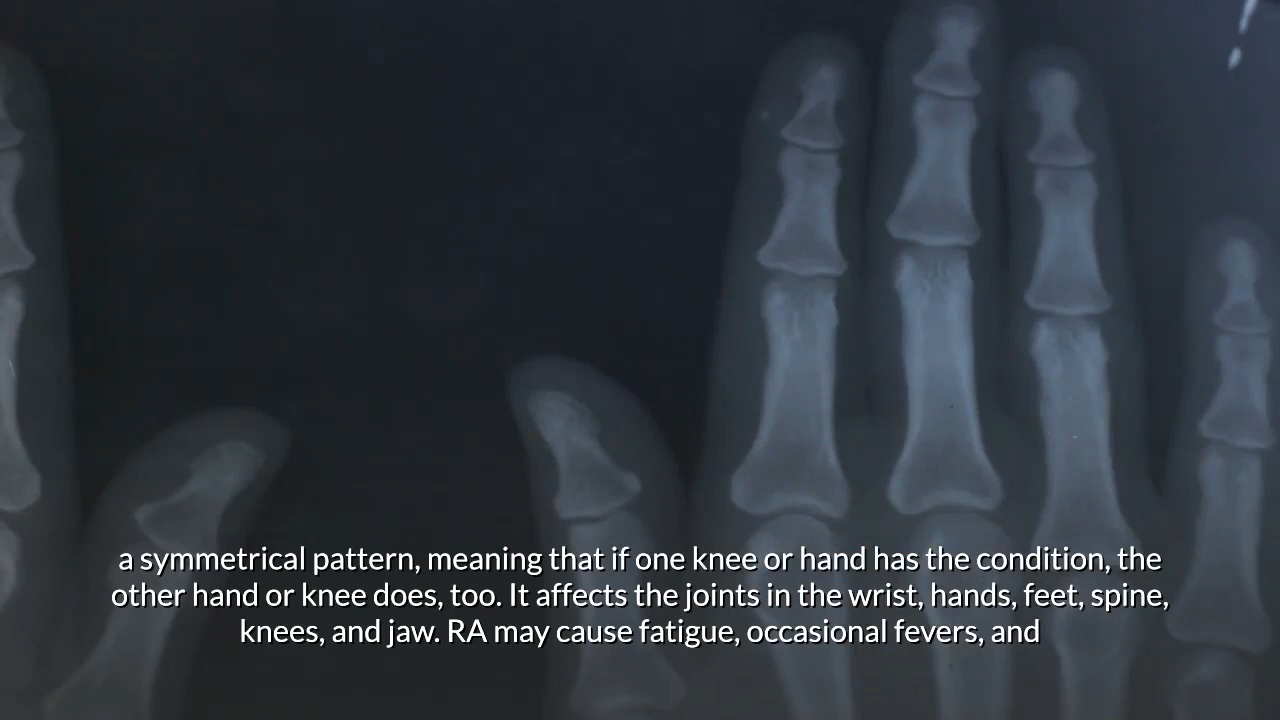 a symmetrical pattern, meaning that if one knee or hand has the condition, the
other hand or knee does, too. It affects the joints in the wrist, hands, feet, spine,
knees, and jaw. RA may cause fatigue, occasional fevers, and